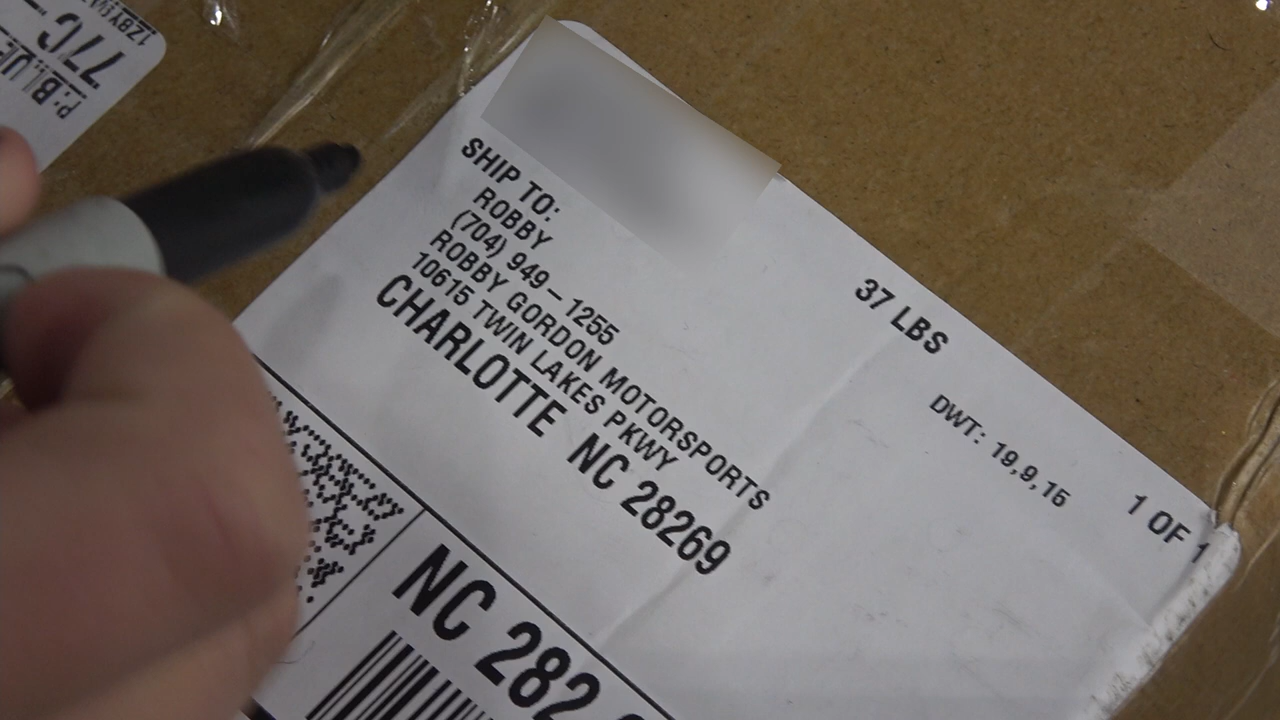 P: BLUE
77C
SHIP TO:
ROBBY
(704) 949-1255
ROBBY GORDON MOTORSPORTS
10615 TWIN LAKES PKWY
CHARLOTTE NC 28269
37 LBS
DWT: 19,9,15
1 OF 1
NC 282